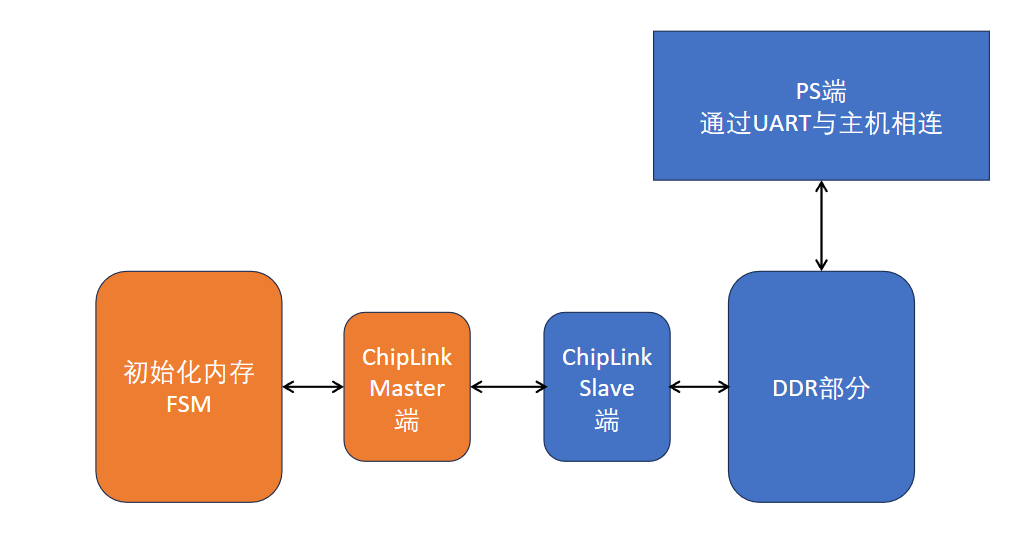 PS端
通过UART与主机相连
初始化内存
FSM
ChipLink
Master
端
ChipLink
Slave
端
DDR部分